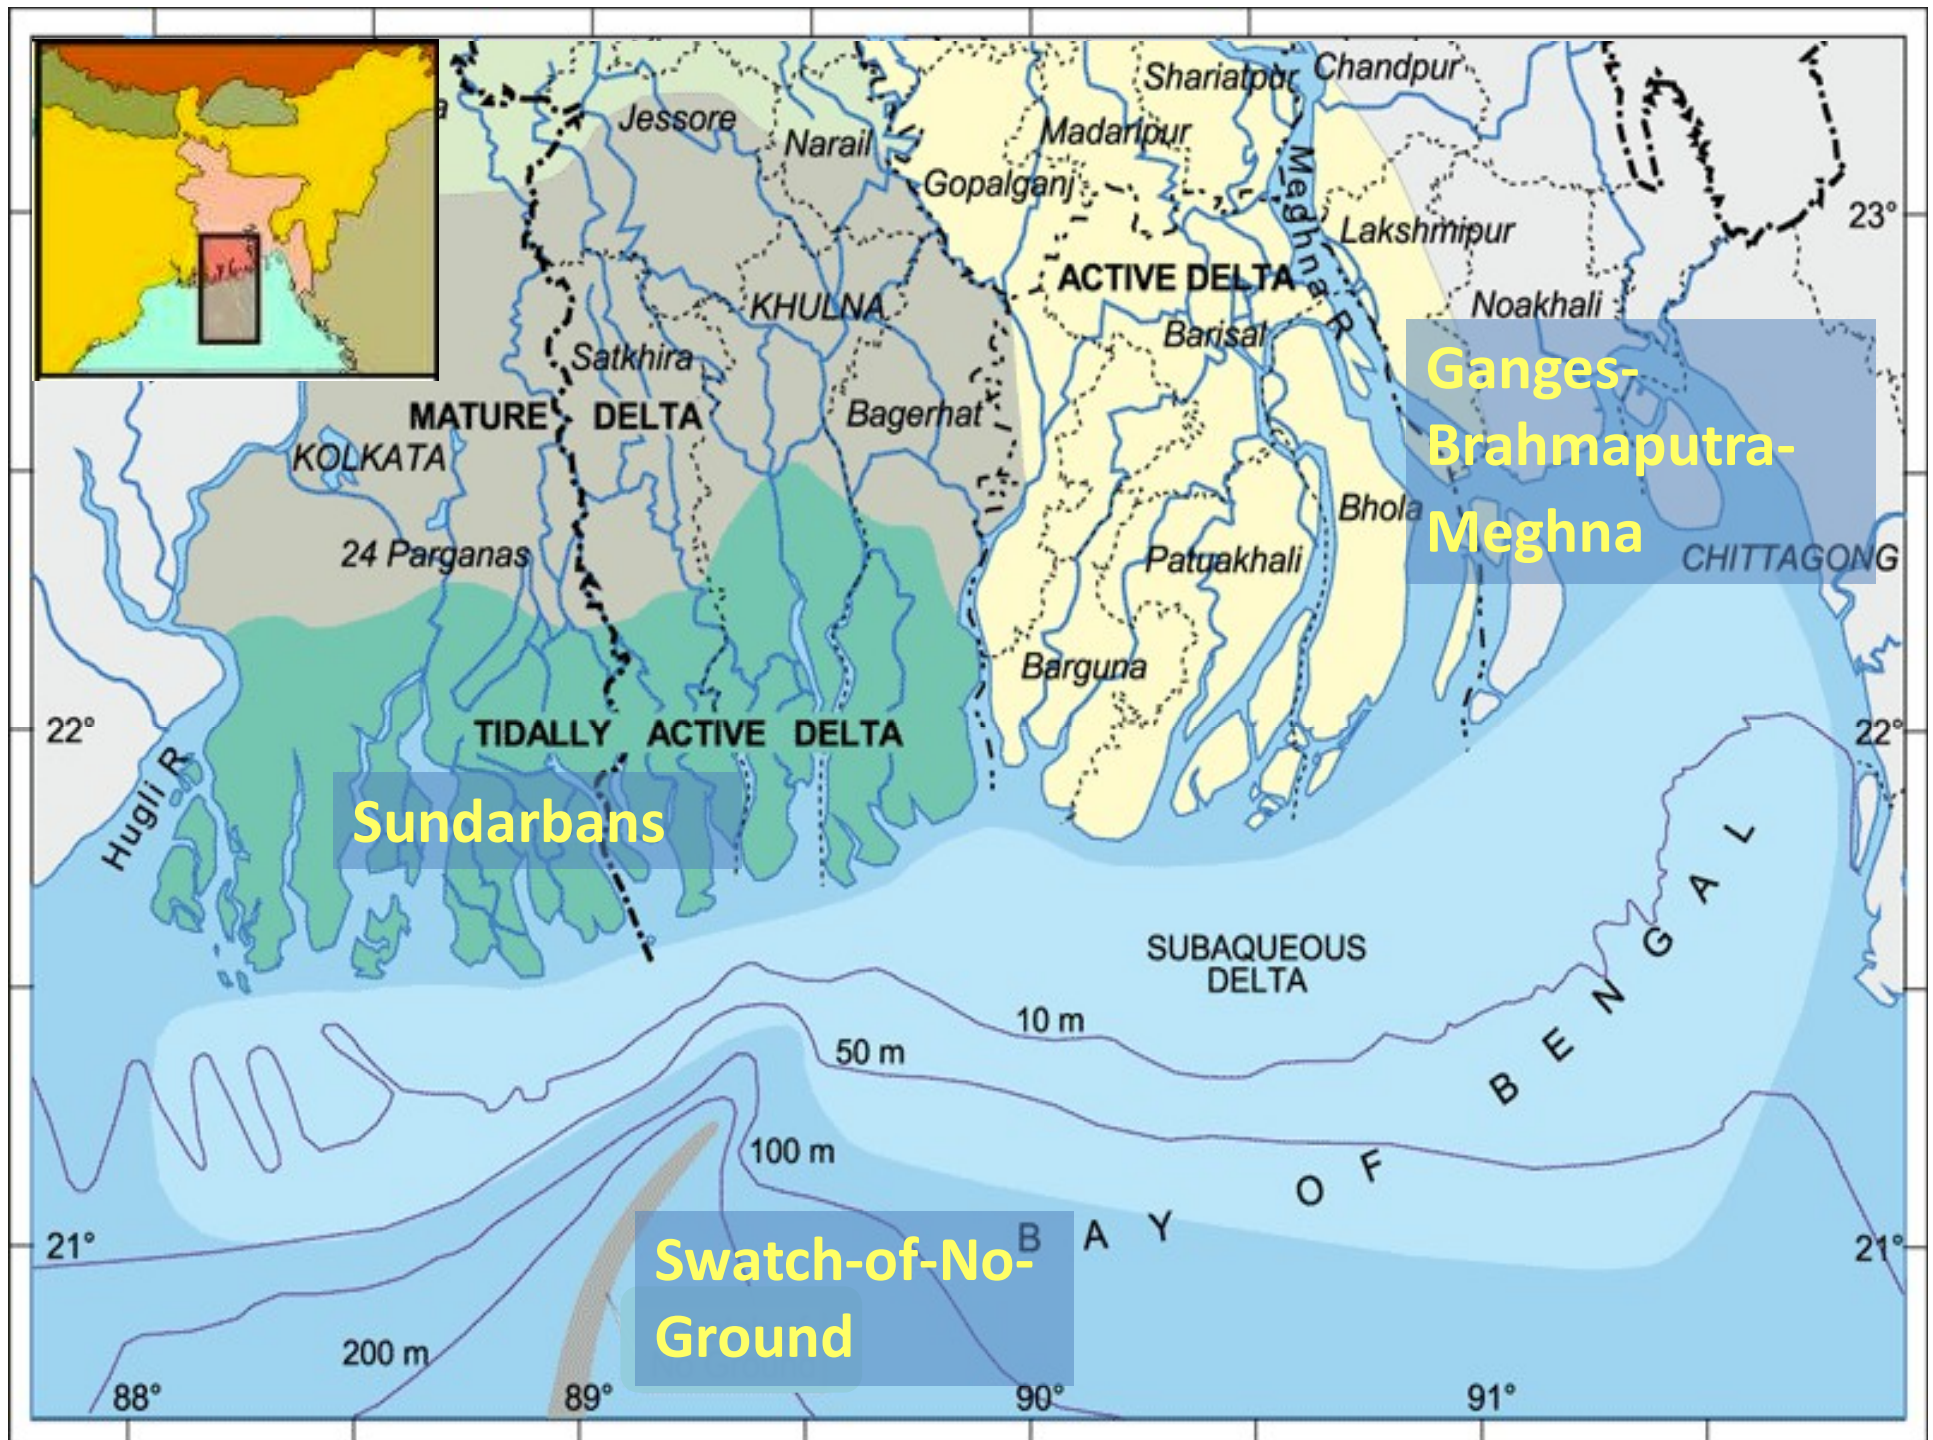 Shariatpur
Chandpur
a
Jessore
Narail
Madaripur
Gopalganj
Meghna R
Lakshmipur
23°
ACTIVE DELTA
KHULNA
Noakhali
Barisal
Satkhira
Ganges-
Brahmaputra-
Meghna
MATURE DELTA
Bagerhat
KOLKATA
Bhola
24 Parganas
Patuakhali
CHITTAGONG
Barguna
22°
TIDALLY ACTIVE DELTA
22°
Hugli R
Sundarbans
SUBAQUEOUS
DELTA
10 m
50 m
100 m
BAY OF BENGAL
21°
Swatch-of-No-
Ground
21°
200 m
88°
89°
90°
91°